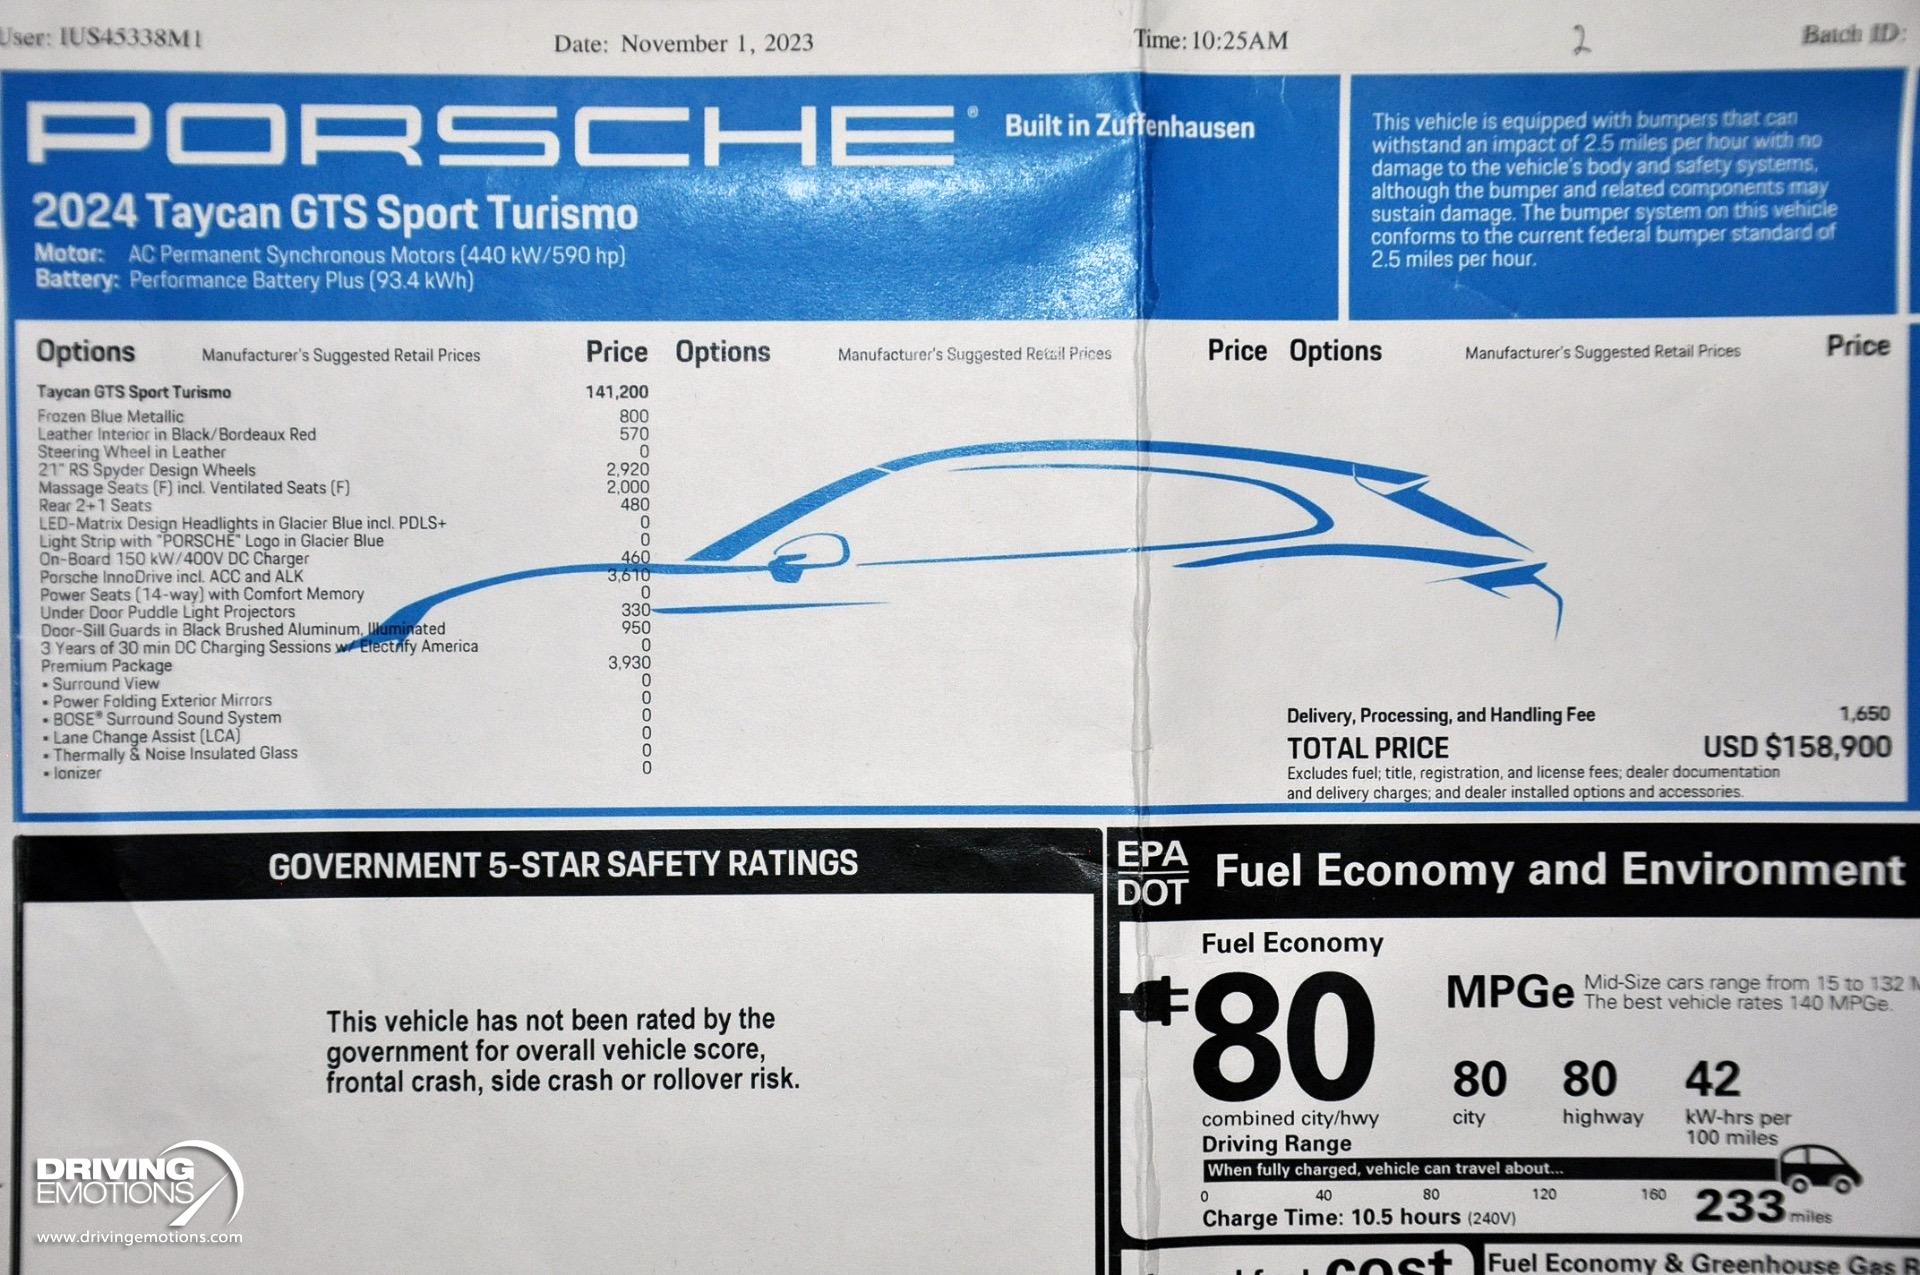 User: IUS45338M1 Date: November 1, 2023 Time: 10:25AM 2 Batch ID:
PORSCHE® Built in Zuffenhausen
2024 Taycan GTS Sport Turismo
Motor: AC Permanent Synchronous Motors (440 kW/590 hp)
Battery: Performance Battery Plus (93.4 kWh)
This vehicle is equipped with bumpers that can
withstand an impact of 2.5 miles per hour with no
damage to the vehicle's body and safety systems,
although the bumper and related components may
sustain damage. The bumper system on this vehicle
conforms to the current federal bumper standard of
2.5 miles per hour.
Options Manufacturer's Suggested Retail Prices Price Options Manufacturer's Suggested Retail Prices Price Options Manufacturer's Suggested Retail Prices Price
Taycan GTS Sport Turismo 141,200
Frozen Blue Metallic 800
Leather Interior in Black/Bordeaux Red 570
Steering Wheel in Leather 0
21" RS Spyder Design Wheels 2,920
Massage Seats (F) incl. Ventilated Seats (F) 2,000
Rear 2+1 Seats 480
LED-Matrix Design Headlights in Glacier Blue incl. PDLS+ 0
Light Strip with "PORSCHE" Logo in Glacier Blue 0
On-Board 150 kW/400V DC Charger 460
Porsche InnoDrive incl. ACC and ALK 3,610
Power Seats (14-way) with Comfort Memory 0
Under Door Puddle Light Projectors 330
Door-Sill Guards in Black Brushed Aluminum, Illuminated 950
3 Years of 30 min DC Charging Sessions w/ Electrify America 0
Premium Package 3,930
• Surround View 0
• Power Folding Exterior Mirrors 0
• BOSE® Surround Sound System 0
• Lane Change Assist (LCA) 0
• Thermally & Noise Insulated Glass 0
• Ionizer 0
Delivery, Processing, and Handling Fee 1,650
TOTAL PRICE USD $158,900
Excludes fuel; title, registration, and license fees; dealer documentation
and delivery charges; and dealer installed options and accessories.
GOVERNMENT 5-STAR SAFETY RATINGS
This vehicle has not been rated by the
government for overall vehicle score,
frontal crash, side crash or rollover risk.
EPA
DOT
Fuel Economy and Environment
Fuel Economy
80 MPGe
Mid-Size cars range from 15 to 132 M
The best vehicle rates 140 MPGe.
80 80 42
combined city/hwy city highway kW-hrs per
100 miles
Driving Range
When fully charged, vehicle can travel about...
0 40 80 120 160 233 miles
Charge Time: 10.5 hours (240V)
cost
Fuel Economy & Greenhouse Gas R
DRIVING
EMOTIONS
www.drivingemotions.com